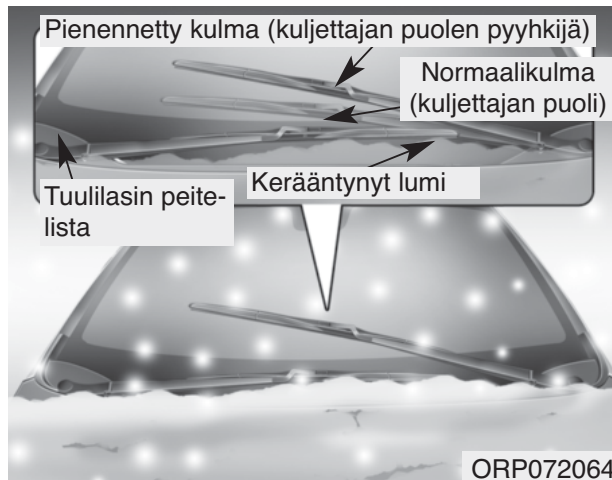 Pienennetty kulma (kuljettajan puolen pyyhkijä)
Normaalikulma
(kuljettajan puoli)
Kerääntynyt lumi
Tuulilasin peite-
lista
ORP072064